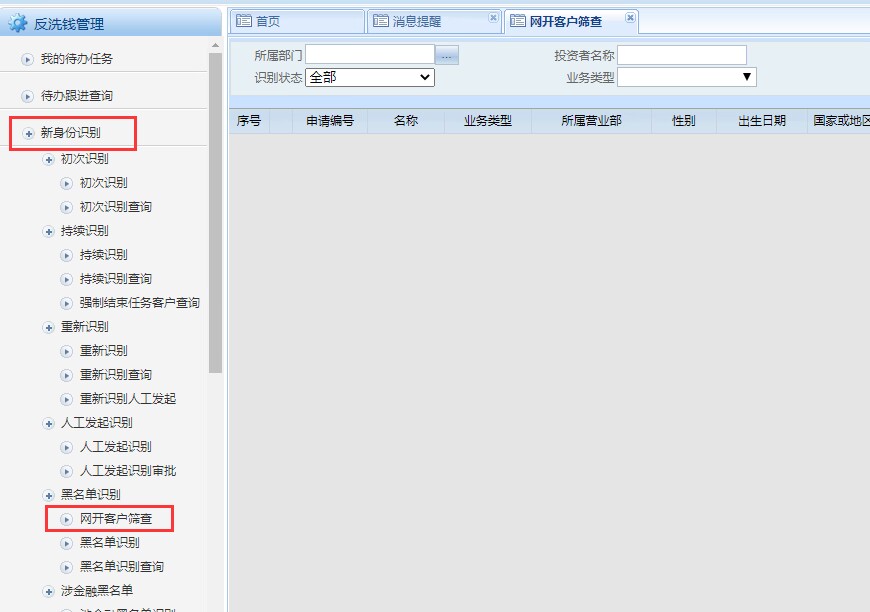 反洗钱管理
我的待办任务
待办跟进查询
新身份识别
初次识别
初次识别
初次识别查询
持续识别
持续识别
持续识别查询
强制结束任务客户查询
重新识别
重新识别
重新识别查询
重新识别人工发起
人工发起识别
人工发起识别
人工发起识别审批
黑名单识别
网开客户筛查
黑名单识别
黑名单识别查询
涉金融黑名单
涉金融黑名单识别
首页 消息提醒 网开客户筛查
所属部门 ... 投资者名称
识别状态 全部 业务类型
序号 申请编号 名称 业务类型 所属营业部 性别 出生日期 国家或地区